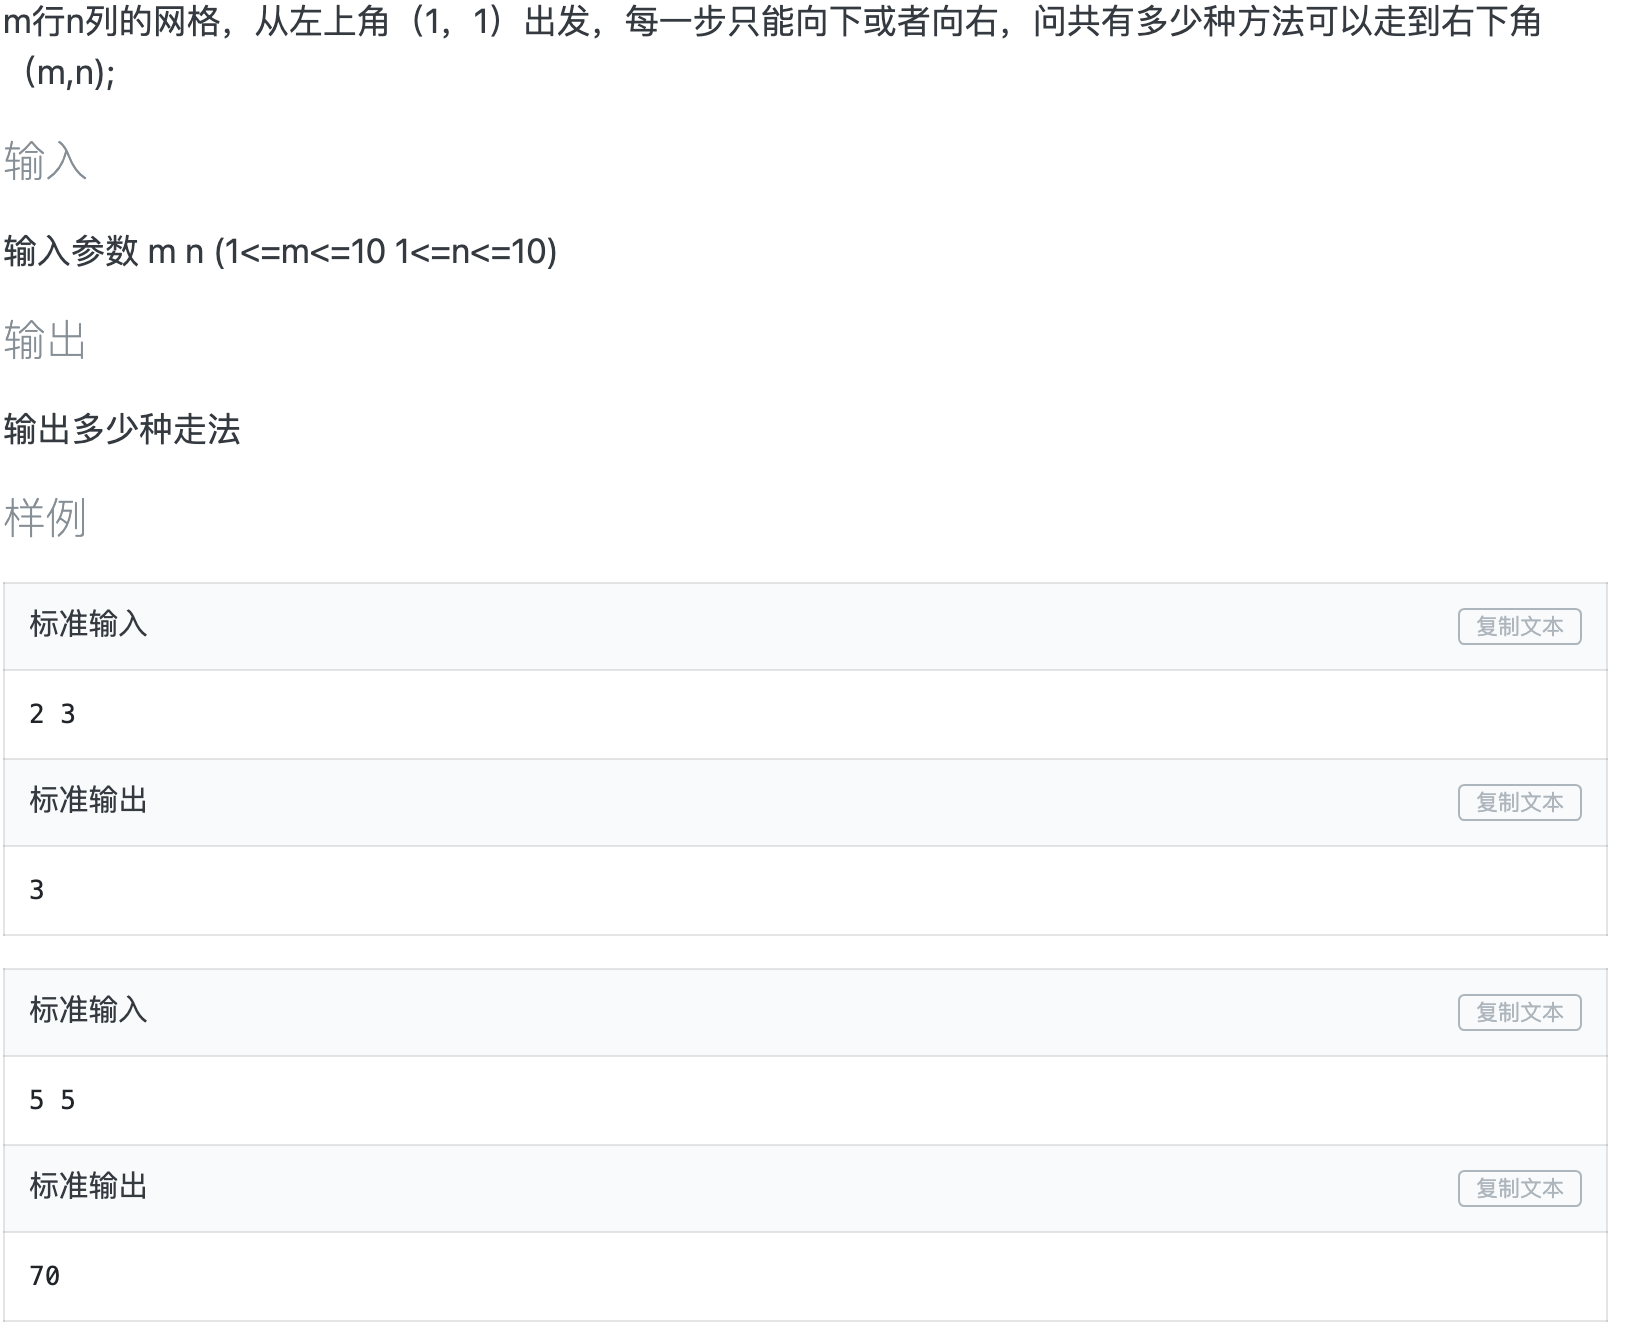 m行n列的网格，从左上角（1，1）出发，每一步只能向下或者向右，问共有多少种方法可以走到右下角
（m,n);
输入
输入参数 m n (1<=m<=10 1<=n<=10)
输出
输出多少种走法
样例
标准输入
复制文本
2 3
标准输出
复制文本
3
标准输入
复制文本
5 5
标准输出
复制文本
70